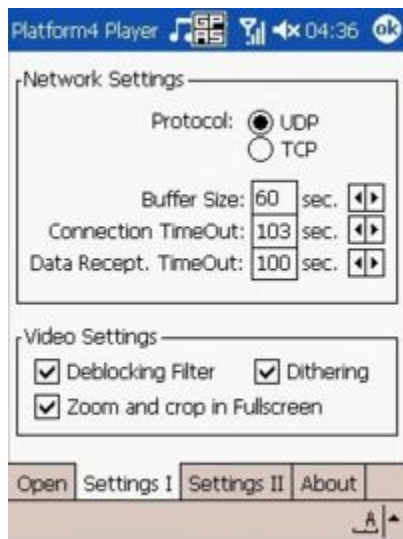 Platform4 Player GPRS 04:36 ok
Network Settings
Protocol: UDP
TCP
Buffer Size: 60 sec.
Connection TimeOut: 103 sec.
Data Recept. TimeOut: 100 sec.
Video Settings
Deblocking Filter Dithering
Zoom and crop in Fullscreen
Open Settings I Settings II About
A